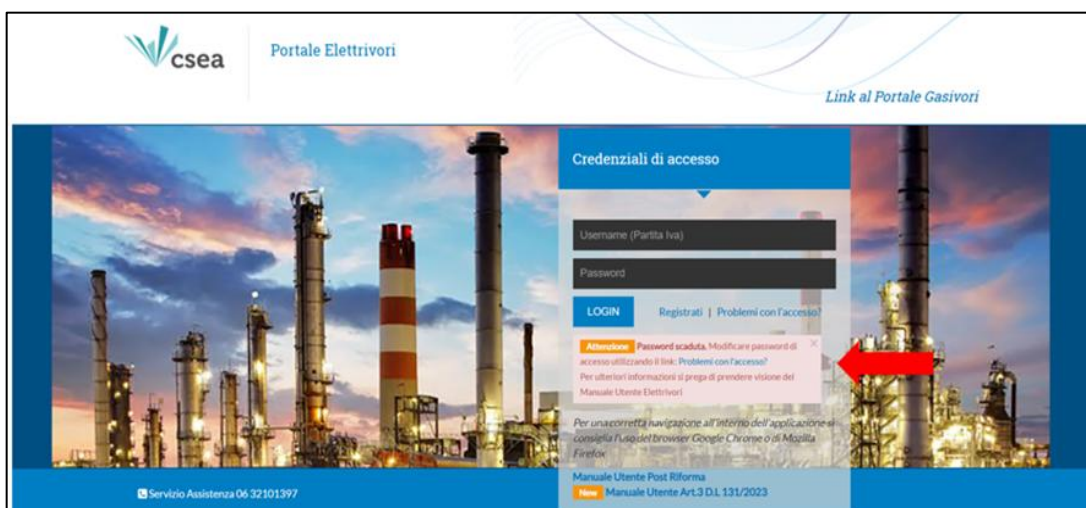 csea
Portale Elettrivori
Link al Portale Gasivori
Credenziali di accesso
Username (Partita Iva)
Password
LOGIN
Registrati | Problemi con l'accesso?
Attenzione Password scaduta. Modificare password di
accesso utilizzando il link: Problemi con l'accesso?
Per ulteriori informazioni si prega di prendere visione del
Manuale Utente Elettrivori
Per una corretta navigazione all'interno dell'applicazione si
consiglia l'uso del browser Google Chrome o di Mozilla
Firefox
Manuale Utente Post Riforma
New Manuale Utente Art.3 D.L 131/2023
Servizio Assistenza 06 32101397